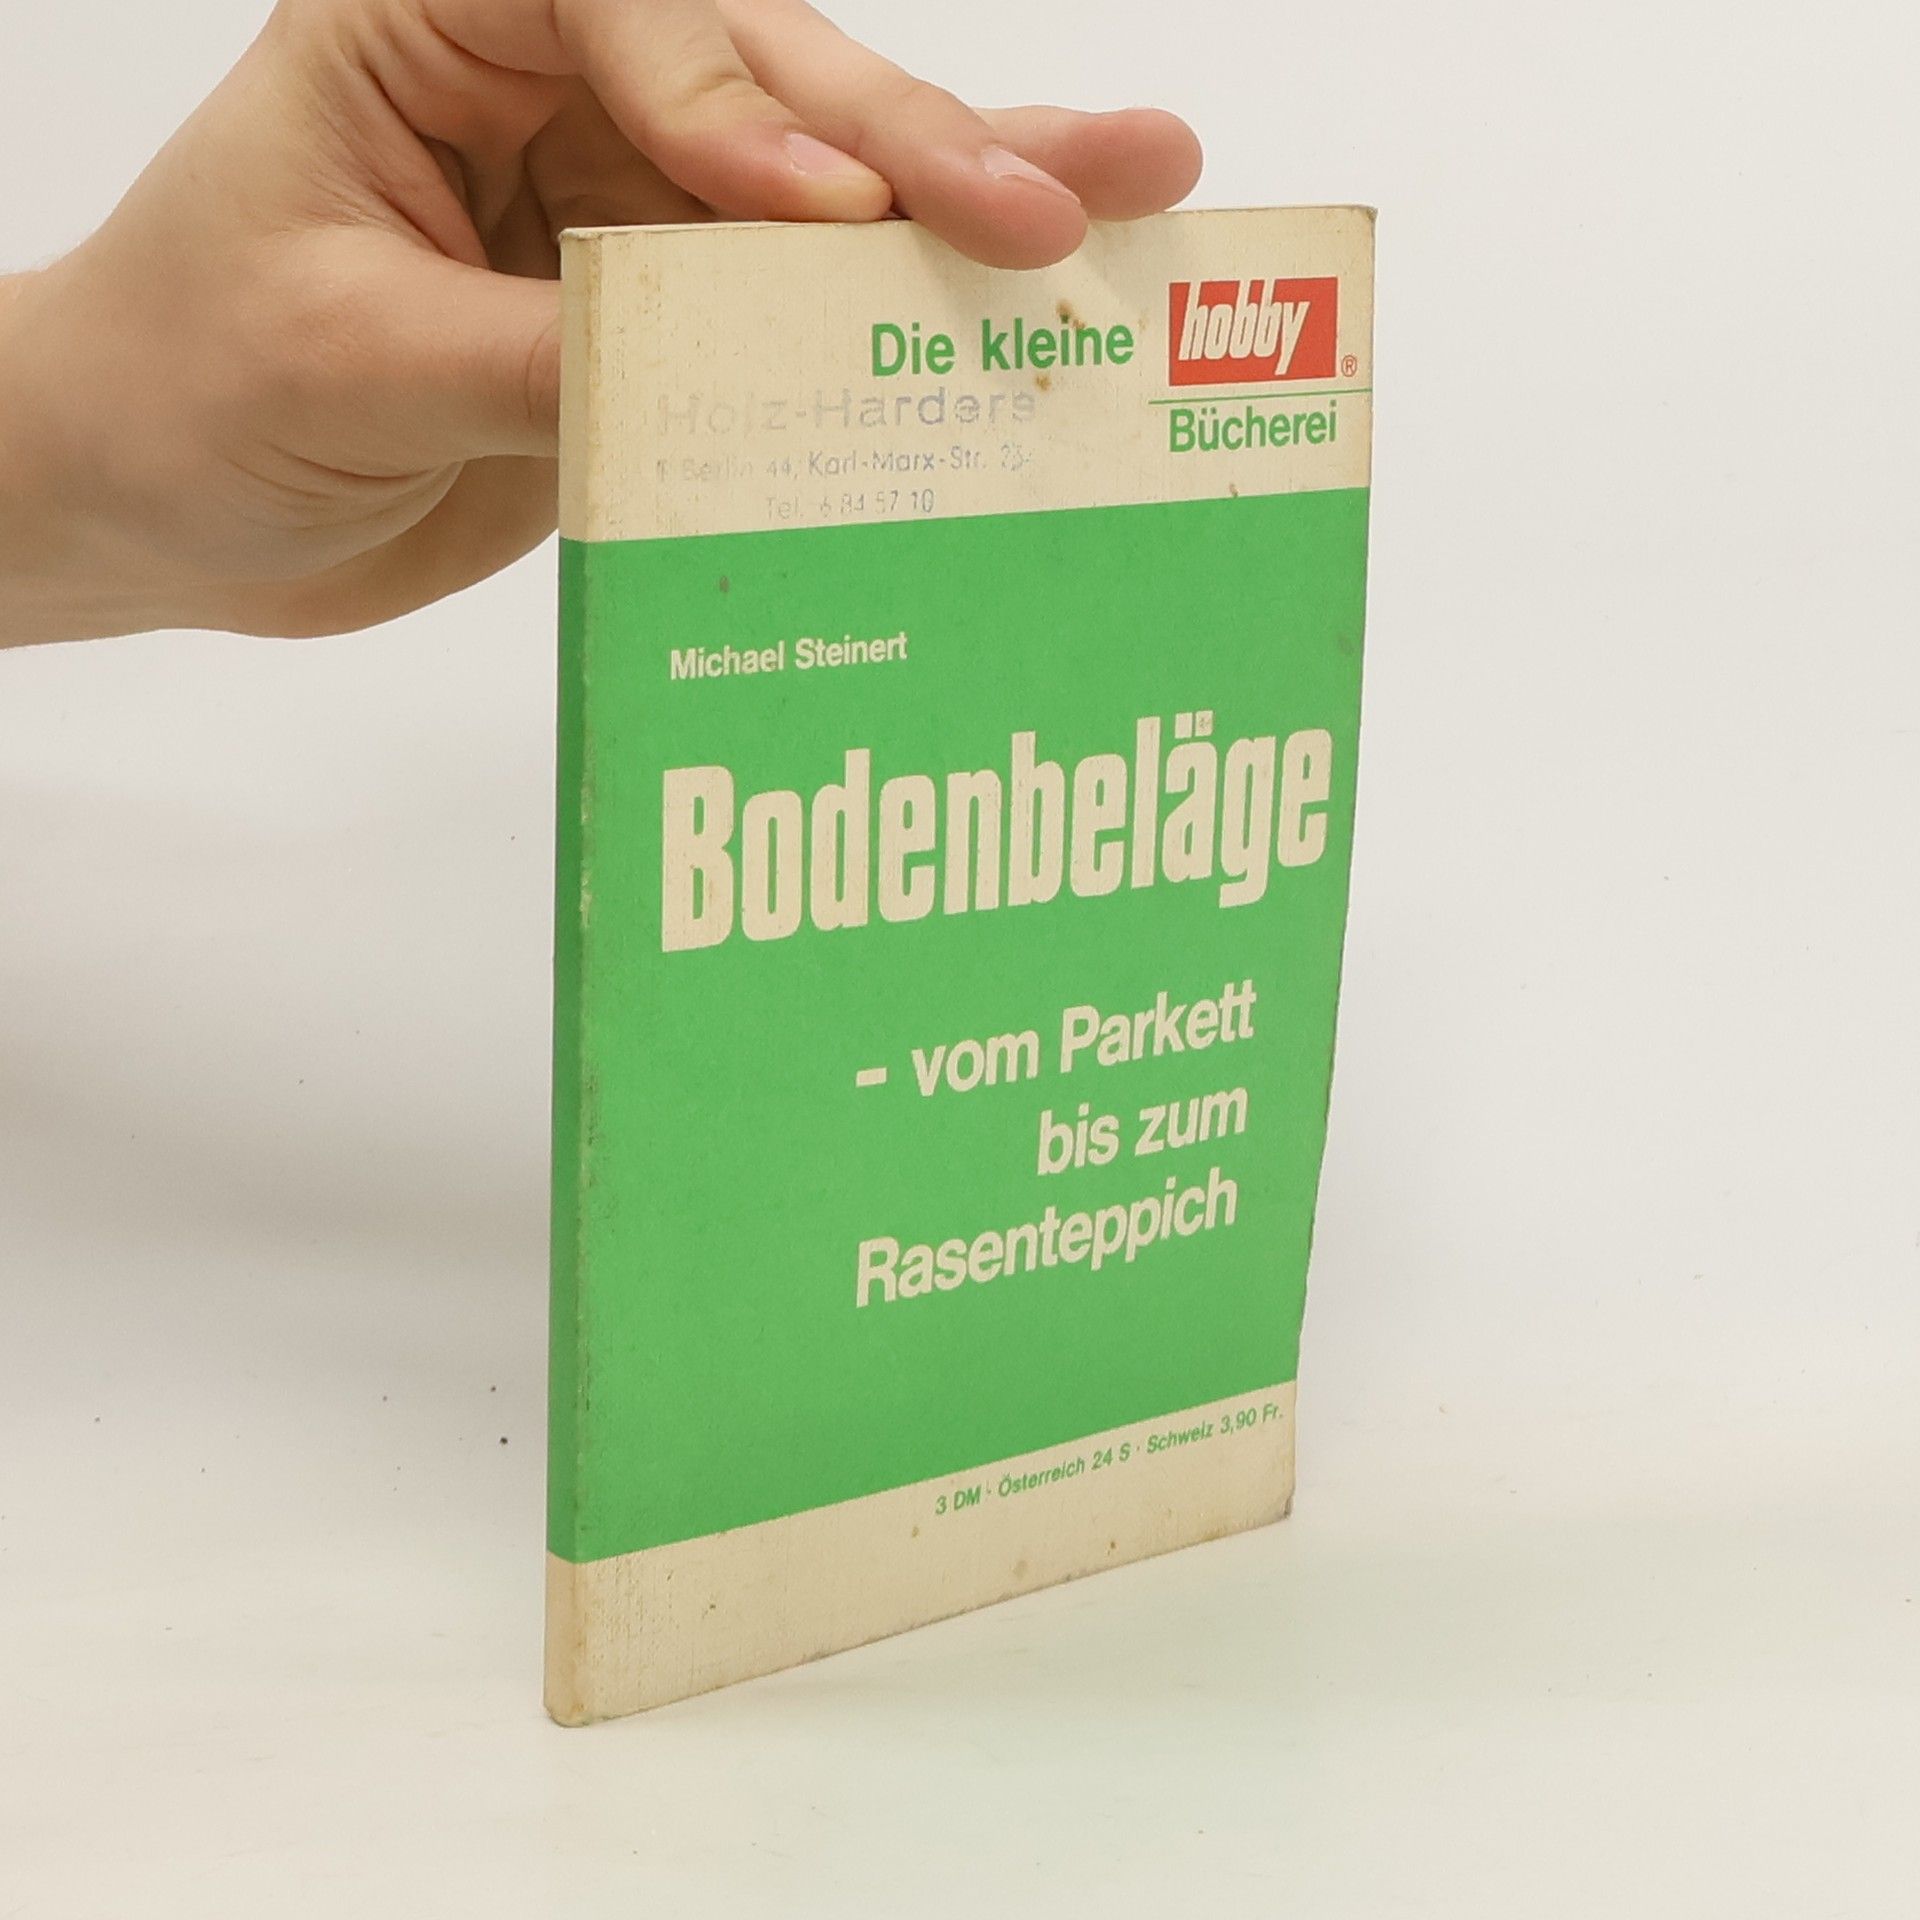 Die kleine hobby®
Bücherei
Holz-Harders
Berlin 44, Karl-Marx-Str.
Tel. 6 84 57 10
Michael Steinert
Bodenbeläge
- vom Parkett
bis zum
Rasenteppich
3 DM · Österreich 24 S · Schweiz 3,90 Fr.